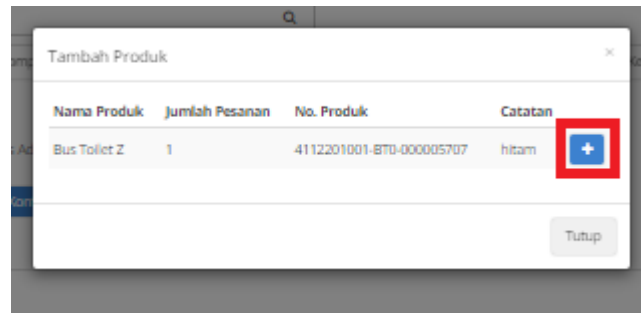 Tambah Produk ×
Nama Produk Jumlah Pesanan No. Produk Catatan
Bus Toilet Z 1 4112201001-BT0-000005707 hitam +
Tutup